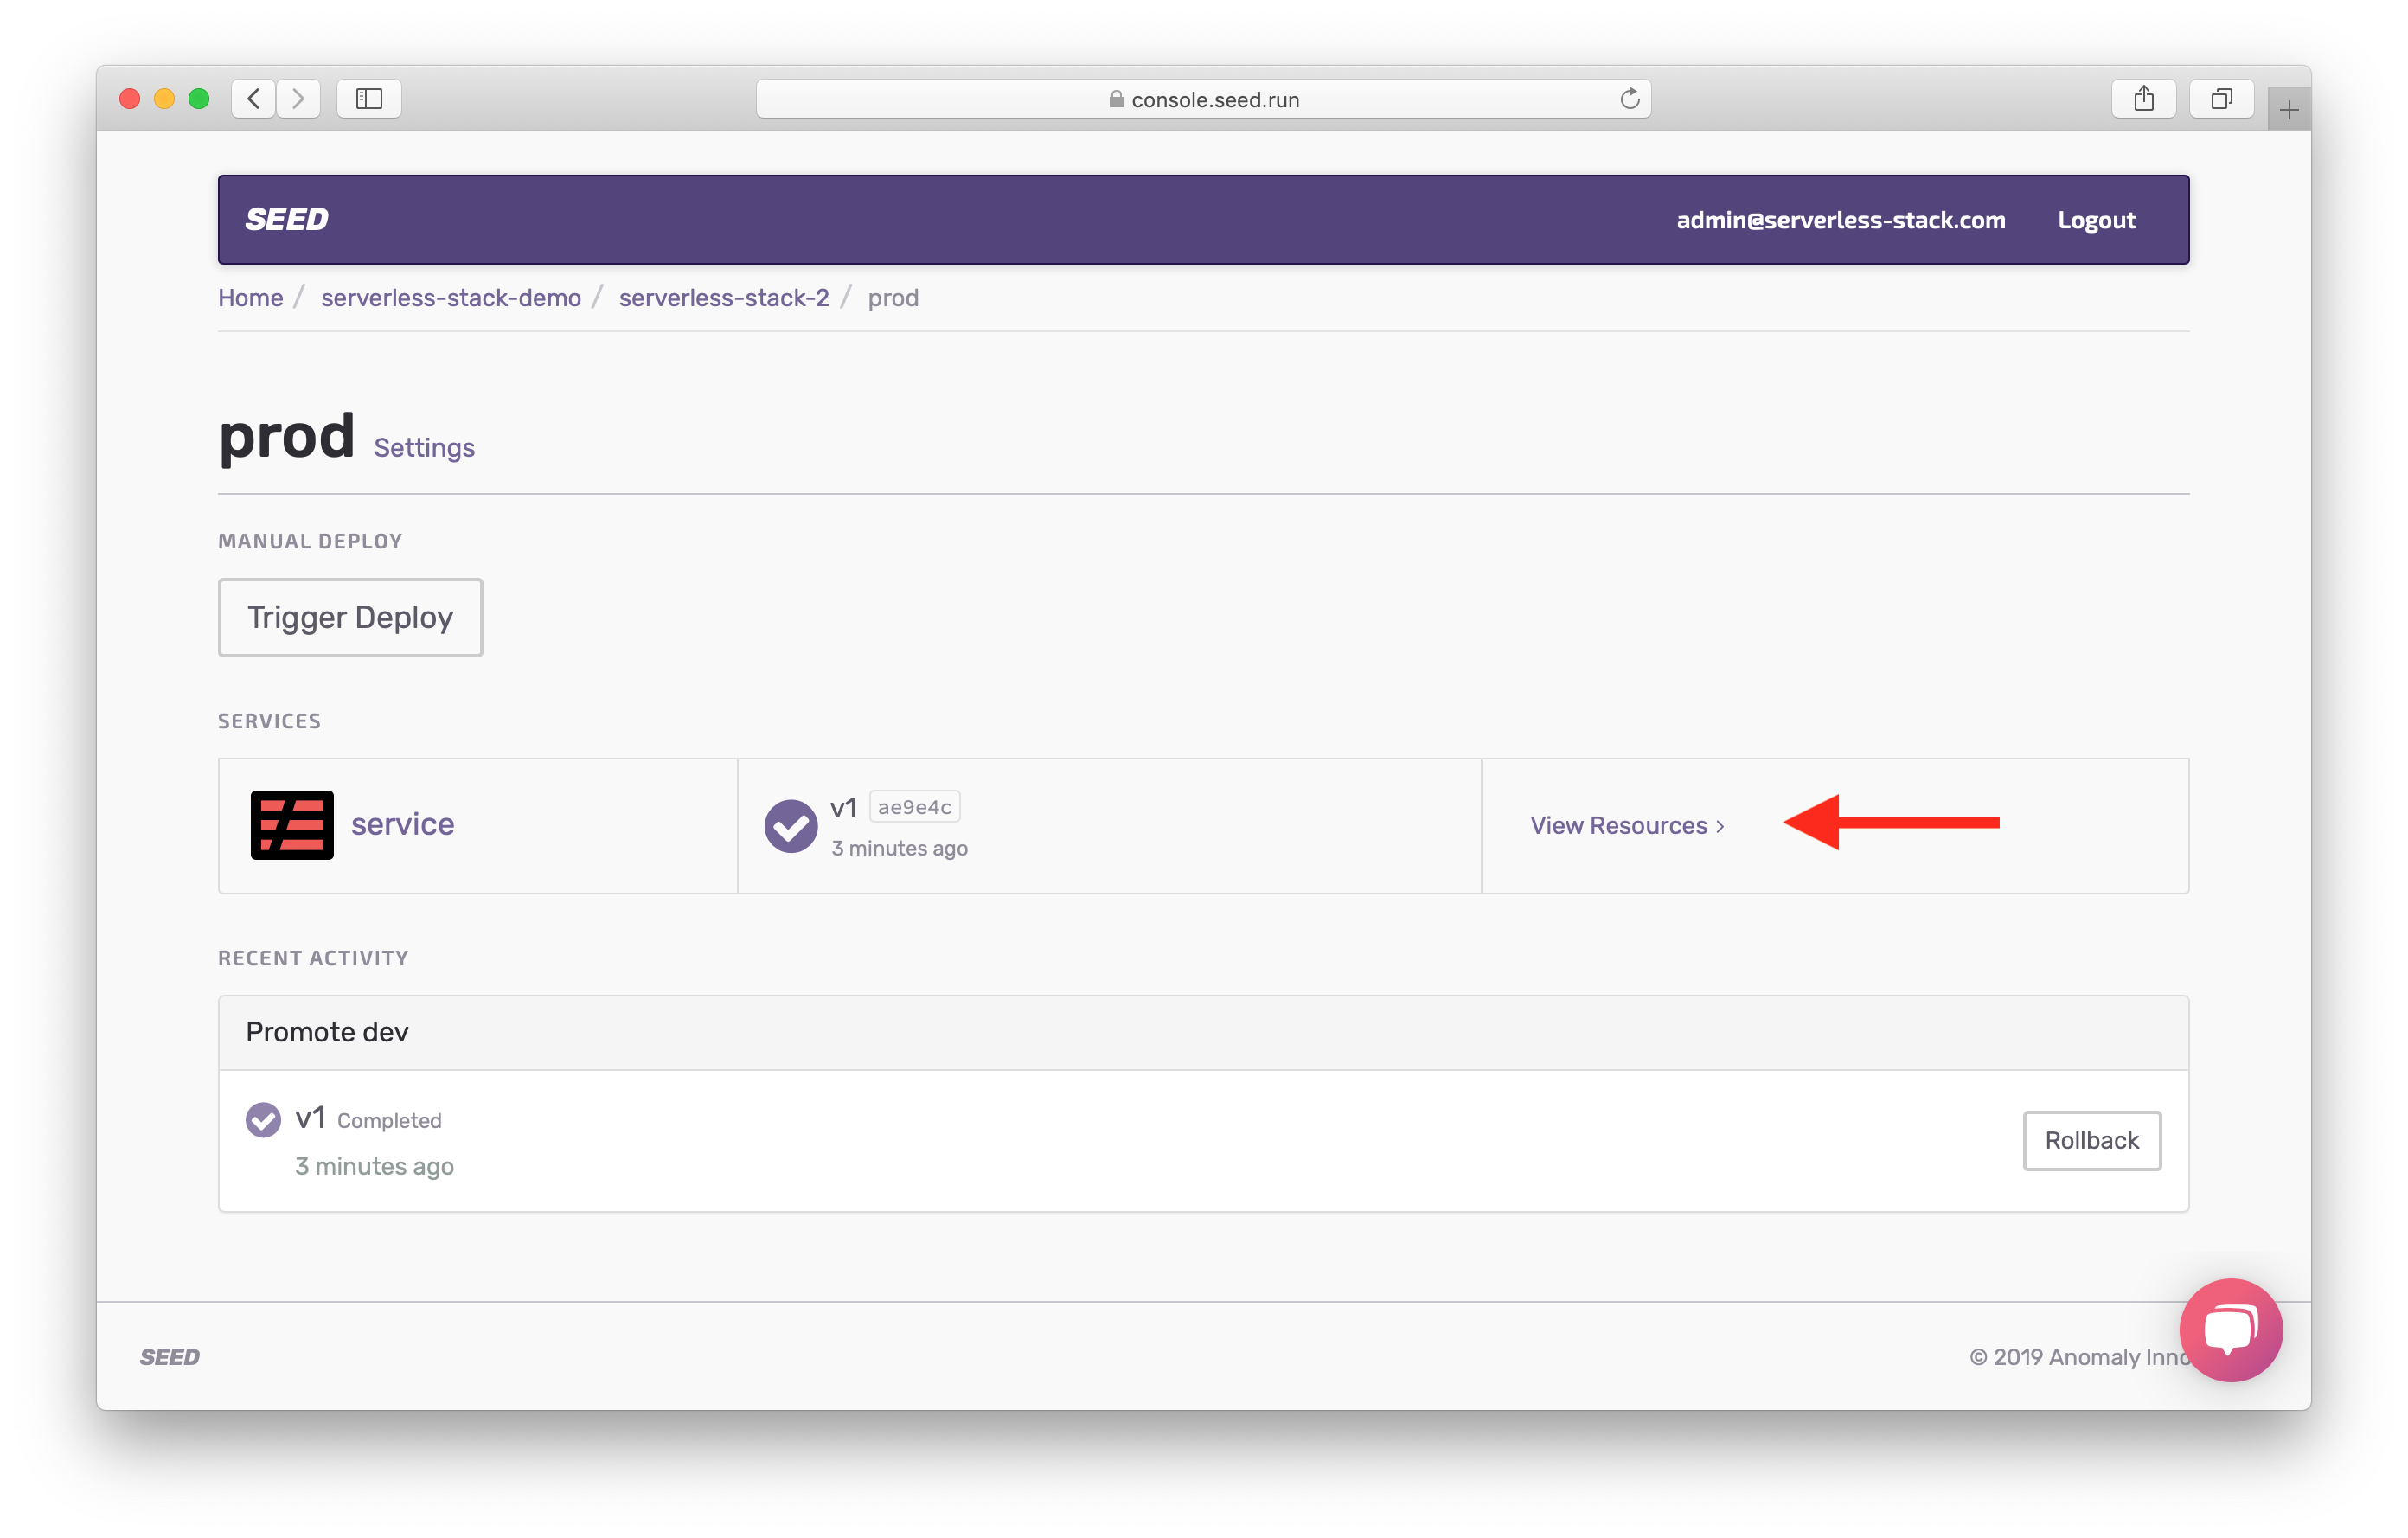 console.seed.run
SEED
admin@serverless-stack.com Logout
Home / serverless-stack-demo / serverless-stack-2 / prod
prod Settings
MANUAL DEPLOY
Trigger Deploy
SERVICES
service
v1 ae9e4c
3 minutes ago
View Resources ›
RECENT ACTIVITY
Promote dev
v1 Completed
3 minutes ago
Rollback
SEED
© 2019 Anomaly